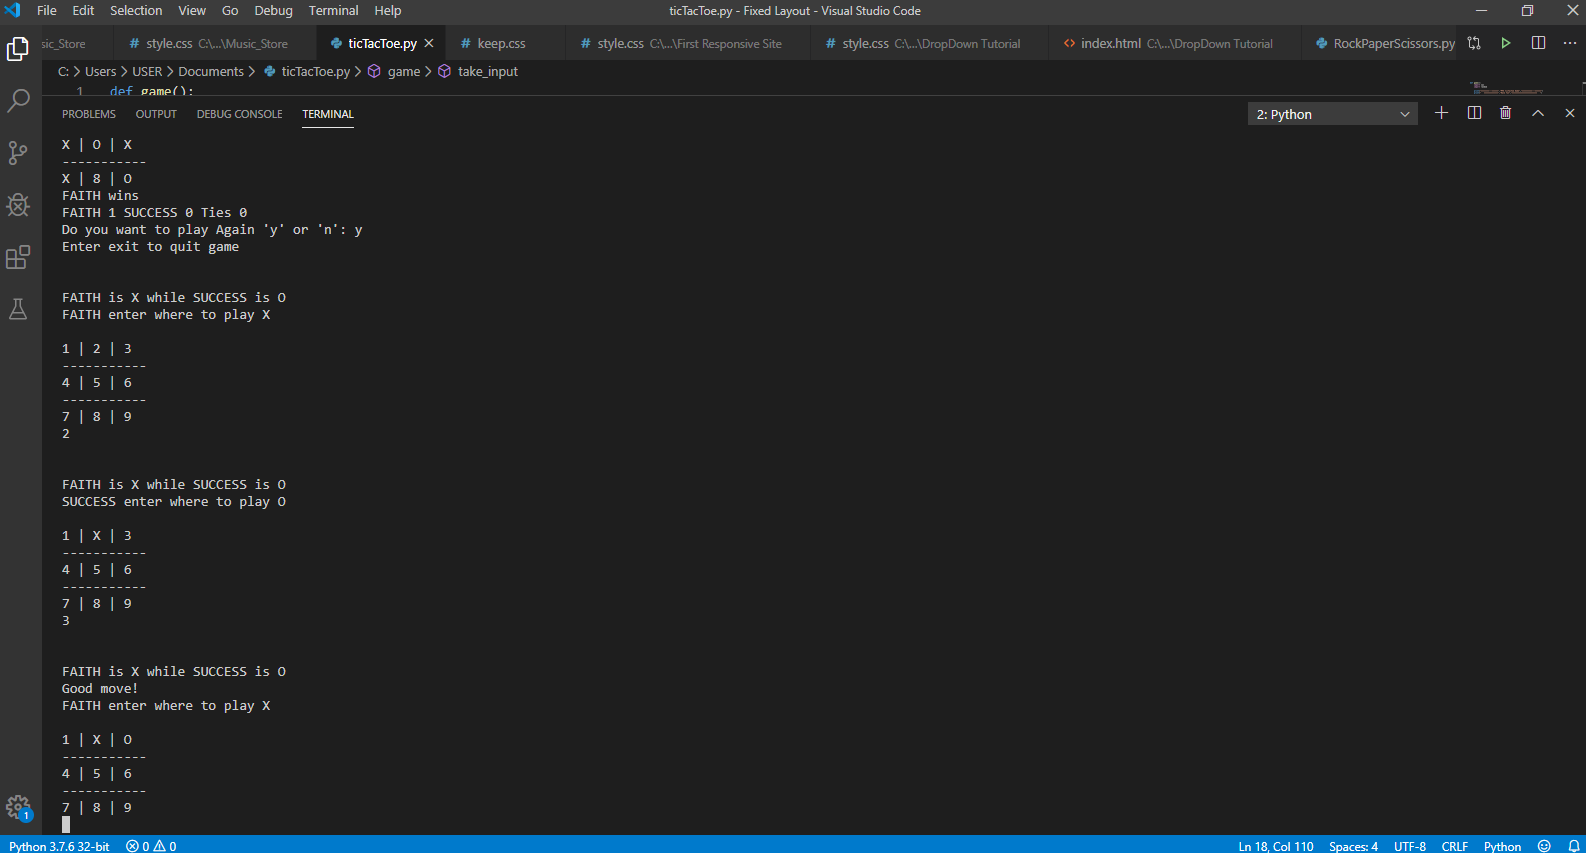 File Edit Selection View Go Debug Terminal Help ticTacToe.py - Fixed Layout - Visual Studio Code
sic_Store # style.css C:\...\Music_Store ticTacToe.py # keep.css # style.css C:\...\First Responsive Site # style.css C:\...\DropDown Tutorial <> index.html C:\...\DropDown Tutorial RockPaperScissors.py
C: > Users > USER > Documents > ticTacToe.py > game > take_input
1 def game():
PROBLEMS OUTPUT DEBUG CONSOLE TERMINAL 2: Python
X | O | X
-----------
X | 8 | O
FAITH wins
FAITH 1 SUCCESS 0 Ties 0
Do you want to play Again 'y' or 'n': y
Enter exit to quit game
FAITH is X while SUCCESS is O
FAITH enter where to play X
1 | 2 | 3
-----------
4 | 5 | 6
-----------
7 | 8 | 9
2
FAITH is X while SUCCESS is O
SUCCESS enter where to play O
1 | X | 3
-----------
4 | 5 | 6
-----------
7 | 8 | 9
3
FAITH is X while SUCCESS is O
Good move!
FAITH enter where to play X
1 | X | O
-----------
4 | 5 | 6
-----------
7 | 8 | 9
1
Python 3.7.6 32-bit 0 0 Ln 18, Col 110 Spaces: 4 UTF-8 CRLF Python